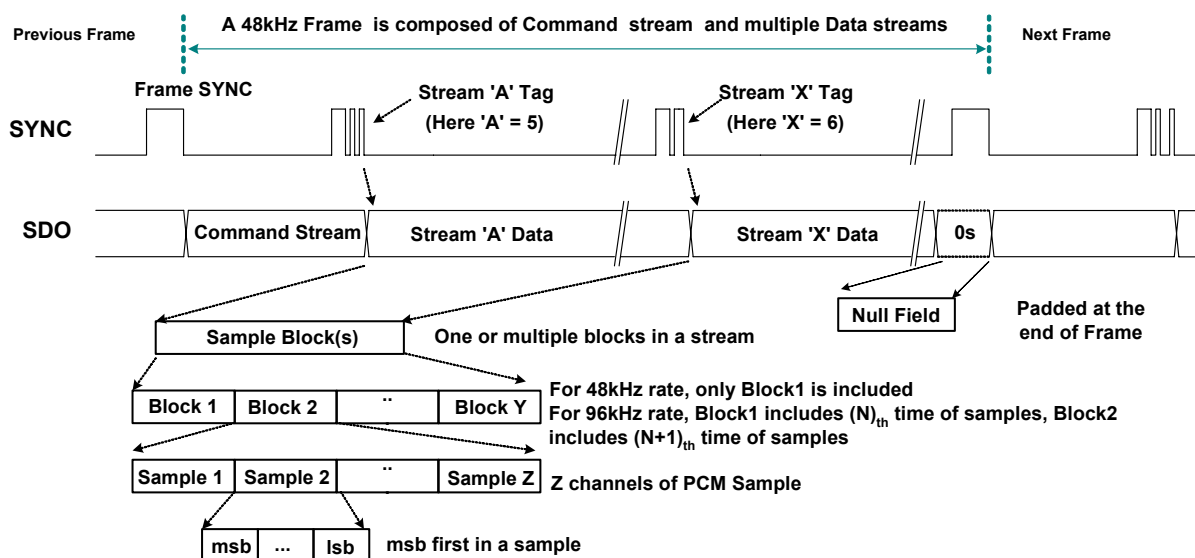 A 48kHz Frame is composed of Command stream and multiple Data streams
Previous Frame
Next Frame
Frame SYNC
Stream 'A' Tag
(Here 'A' = 5)
Stream 'X' Tag
(Here 'X' = 6)
SYNC
SDO
Command Stream
Stream 'A' Data
Stream 'X' Data
0s
Null Field
Padded at the
end of Frame
Sample Block(s)
One or multiple blocks in a stream
Block 1
Block 2
..
Block Y
For 48kHz rate, only Block1 is included
For 96kHz rate, Block1 includes (N)th time of samples, Block2
includes (N+1)th time of samples
Sample 1
Sample 2
..
Sample Z
Z channels of PCM Sample
msb
...
lsb
msb first in a sample